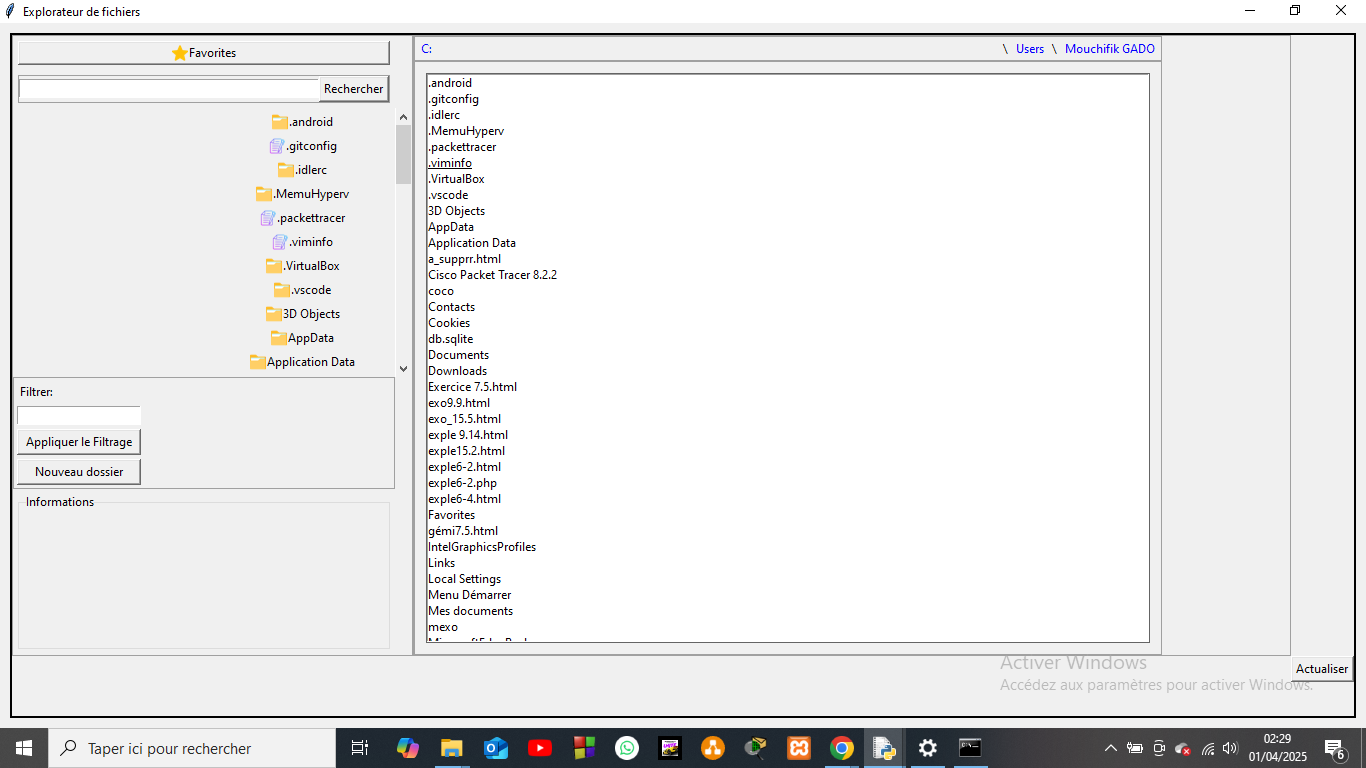 Explorateur de fichiers
Favorites
Rechercher
.android
.gitconfig
.idlerc
.MemuHyperv
.packettracer
.viminfo
.VirtualBox
.vscode
3D Objects
AppData
Application Data
Filtrer:
Appliquer le Filtrage
Nouveau dossier
Informations
C: \ Users \ Mouchifik GADO
.android
.gitconfig
.idlerc
.MemuHyperv
.packettracer
.viminfo
.VirtualBox
.vscode
3D Objects
AppData
Application Data
a_supprr.html
Cisco Packet Tracer 8.2.2
coco
Contacts
Cookies
db.sqlite
Documents
Downloads
Exercice 7.5.html
exo9.9.html
exo_15.5.html
exple 9.14.html
exple15.2.html
exple6-2.html
exple6-2.php
exple6-4.html
Favorites
gémi7.5.html
IntelGraphicsProfiles
Links
Local Settings
Menu Démarrer
Mes documents
mexo
Activer Windows
Accédez aux paramètres pour activer Windows.
Actualiser
Taper ici pour rechercher
02:29
01/04/2025
6